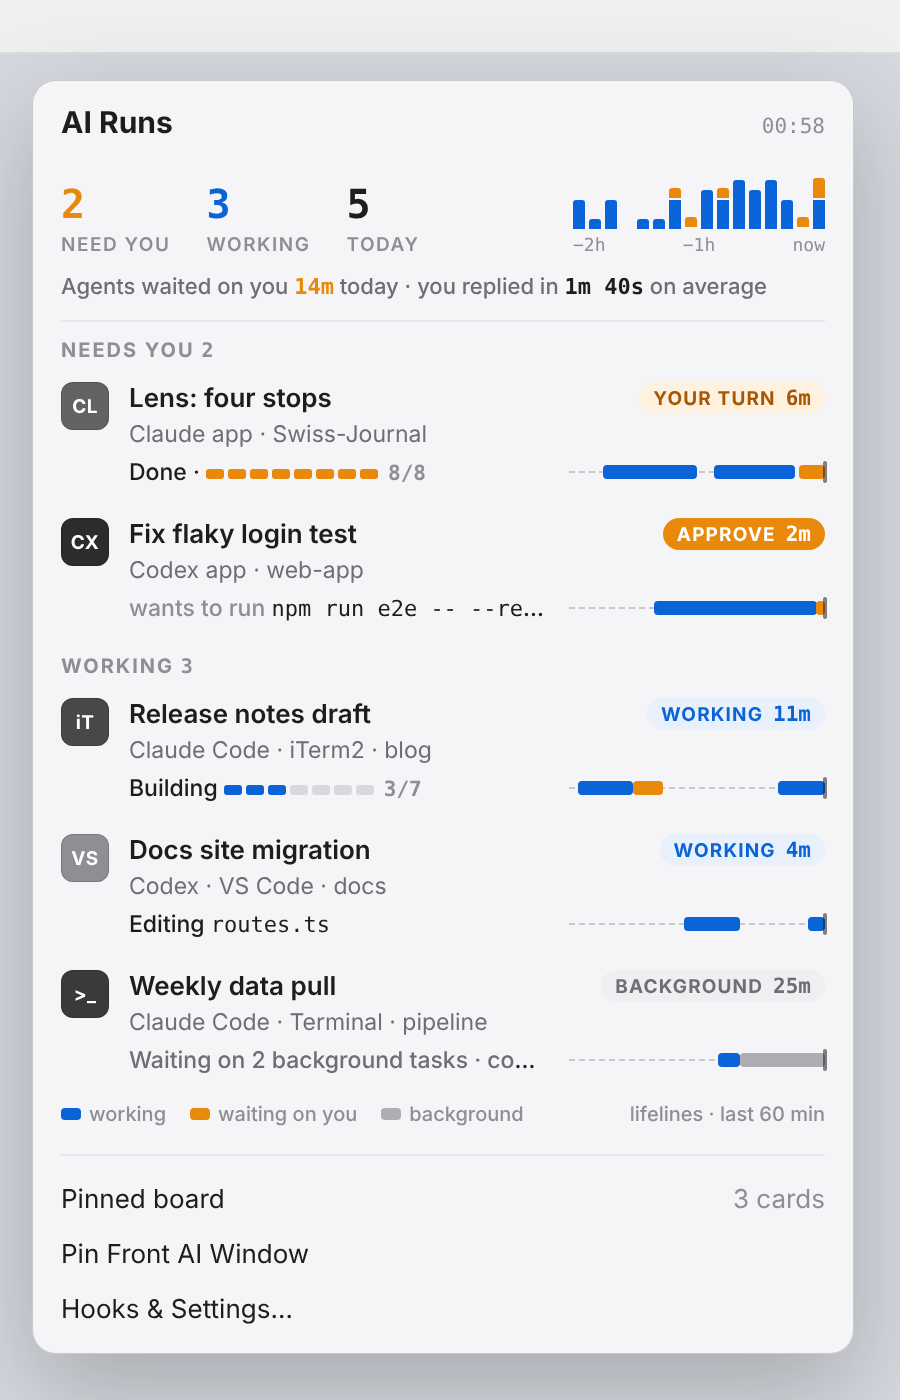 AI Runs 00:58
2 3 5
NEED YOU WORKING TODAY −2h −1h now
Agents waited on you 14m today · you replied in 1m 40s on average
NEEDS YOU 2
CL Lens: four stops YOUR TURN 6m
Claude app · Swiss-Journal
Done · 8/8
CX Fix flaky login test APPROVE 2m
Codex app · web-app
wants to run npm run e2e -- --re…
WORKING 3
iT Release notes draft WORKING 11m
Claude Code · iTerm2 · blog
Building 3/7
VS Docs site migration WORKING 4m
Codex · VS Code · docs
Editing routes.ts
>_ Weekly data pull BACKGROUND 25m
Claude Code · Terminal · pipeline
Waiting on 2 background tasks · co…
working waiting on you background lifelines · last 60 min
Pinned board 3 cards
Pin Front AI Window
Hooks & Settings…